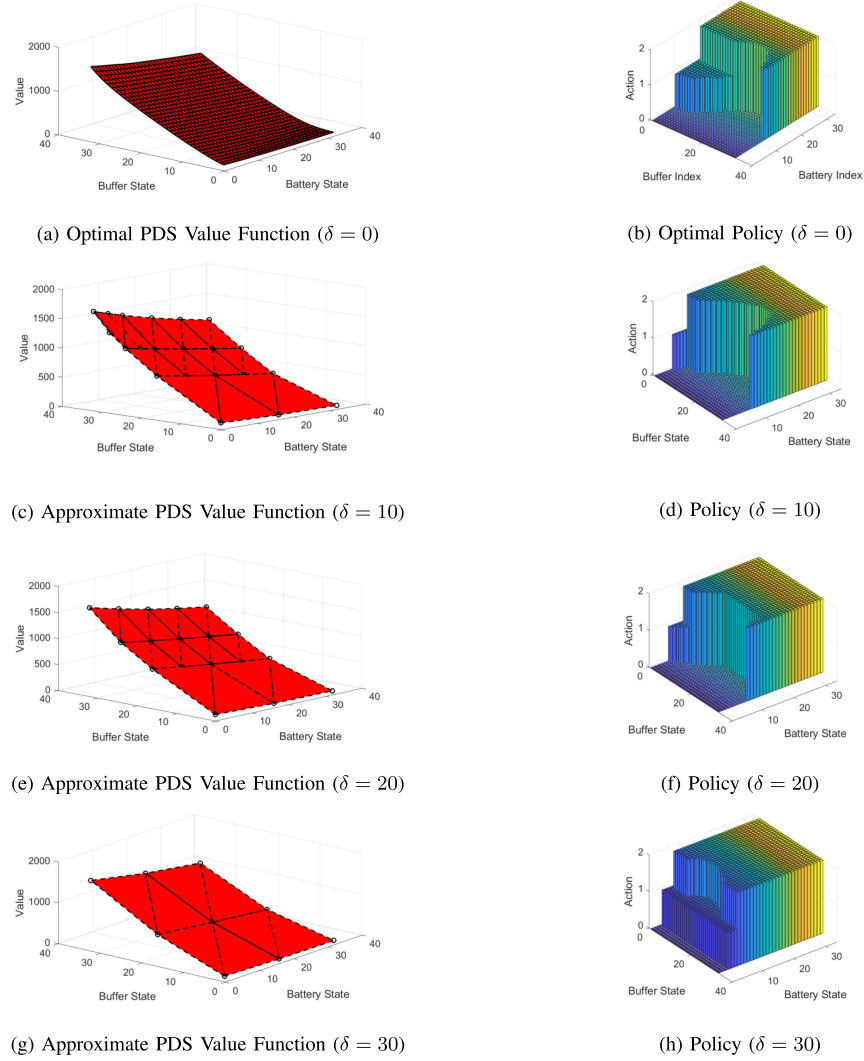 2000
1000
0
Value
40
30
20
10
0
Buffer State
0
10
20
30
40
Battery State
2
1
0
Action
0
20
40
Buffer Index
10
20
30
Battery Index
(a) Optimal PDS Value Function (δ = 0)
(b) Optimal Policy (δ = 0)
2000
1500
1000
500
0
Value
40
30
20
10
0
Buffer State
0
10
20
30
40
Battery State
2
1
0
Action
0
20
40
Buffer State
10
20
30
Battery State
(c) Approximate PDS Value Function (δ = 10)
(d) Policy (δ = 10)
2000
1500
1000
500
0
Value
40
30
20
10
0
Buffer State
0
10
20
30
40
Battery State
2
1
0
Action
0
20
40
Buffer State
10
20
30
Battery State
(e) Approximate PDS Value Function (δ = 20)
(f) Policy (δ = 20)
2000
1000
0
Value
40
30
20
10
0
Buffer State
0
10
20
30
40
Battery State
2
1
0
Action
0
20
40
Buffer State
10
20
30
Battery State
(g) Approximate PDS Value Function (δ = 30)
(h) Policy (δ = 30)